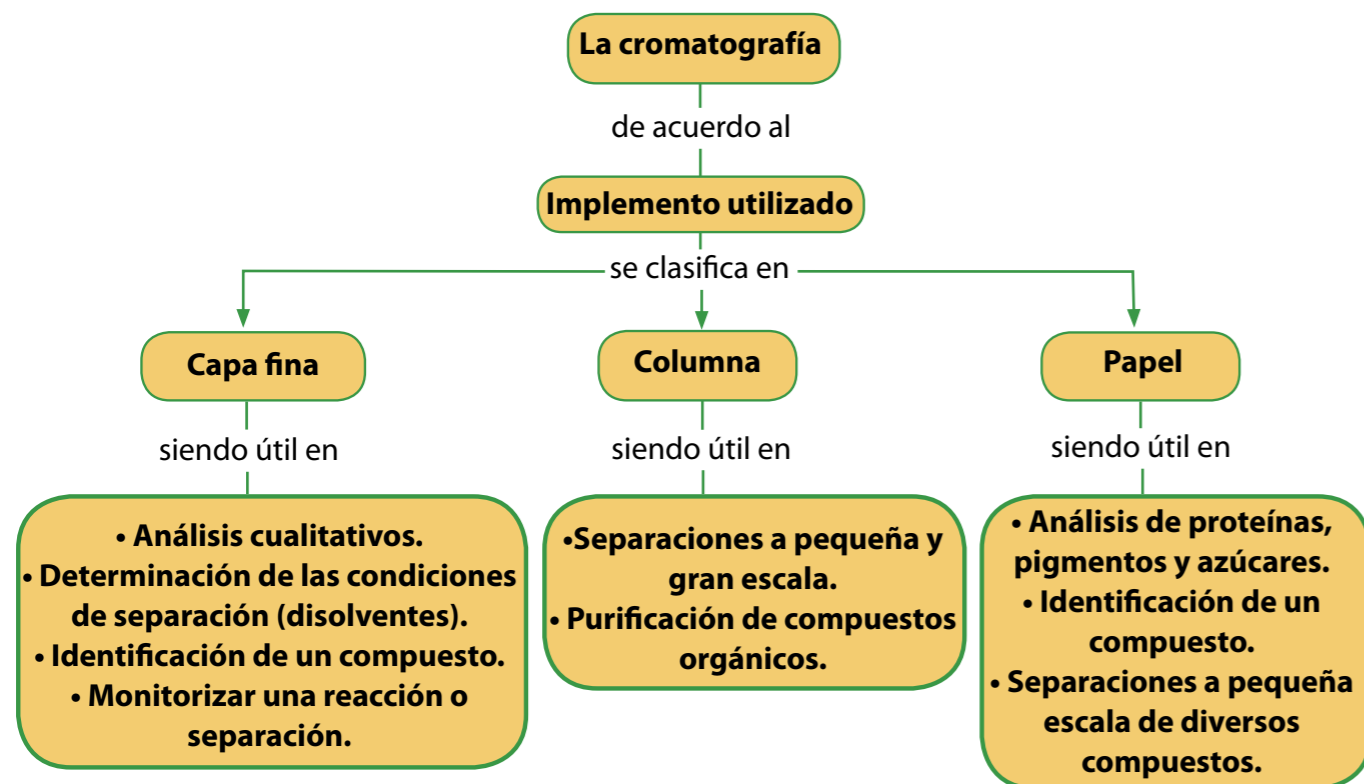 La cromatografía
de acuerdo al
Implemento utilizado
se clasifica en
Capa fina
siendo útil en
• Análisis cualitativos.
• Determinación de las condiciones
de separación (disolventes).
• Identificación de un compuesto.
• Monitorizar una reacción o
separación.
Columna
siendo útil en
•Separaciones a pequeña y
gran escala.
• Purificación de compuestos
orgánicos.
Papel
siendo útil en
• Análisis de proteínas,
pigmentos y azúcares.
• Identificación de un
compuesto.
• Separaciones a pequeña
escala de diversos
compuestos.